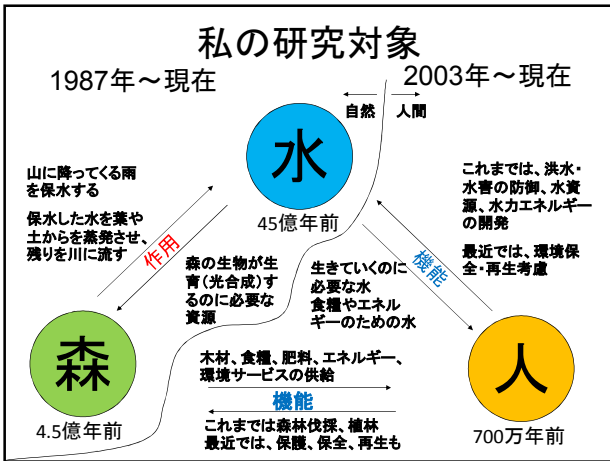 私の研究対象
1987年～現在
2003年～現在
自然
人間
水
45億年前
山に降ってくる雨
を保水する
保水した水を葉や
土からを蒸発させ、
残りを川に流す
作用
森の生物が生
育(光合成)す
るのに必要な
資源
これまでは、洪水・
水害の防御、水資
源、水力エネルギー
の開発
最近では、環境保
全・再生考慮
機能
生きていくのに
必要な水
食糧やエネル
ギーのための水
森
4.5億年前
木材、食糧、肥料、エネルギー、
環境サービスの供給
機能
これまでは森林伐採、植林
最近では、保護、保全、再生も
人
700万年前